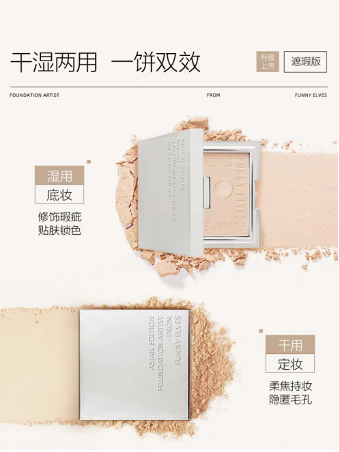 干湿两用 一饼双效
升级
上市
遮瑕版
FOUNDATION ARTIST
FROM
FUNNY ELVES
湿用
底妆
修饰瑕疵
贴肤锁色
ASIAN EDITION
FOUNDATION ARTIST
- FROM
FUNNY ELVES
干用
定妆
柔焦持妆
隐匿毛孔